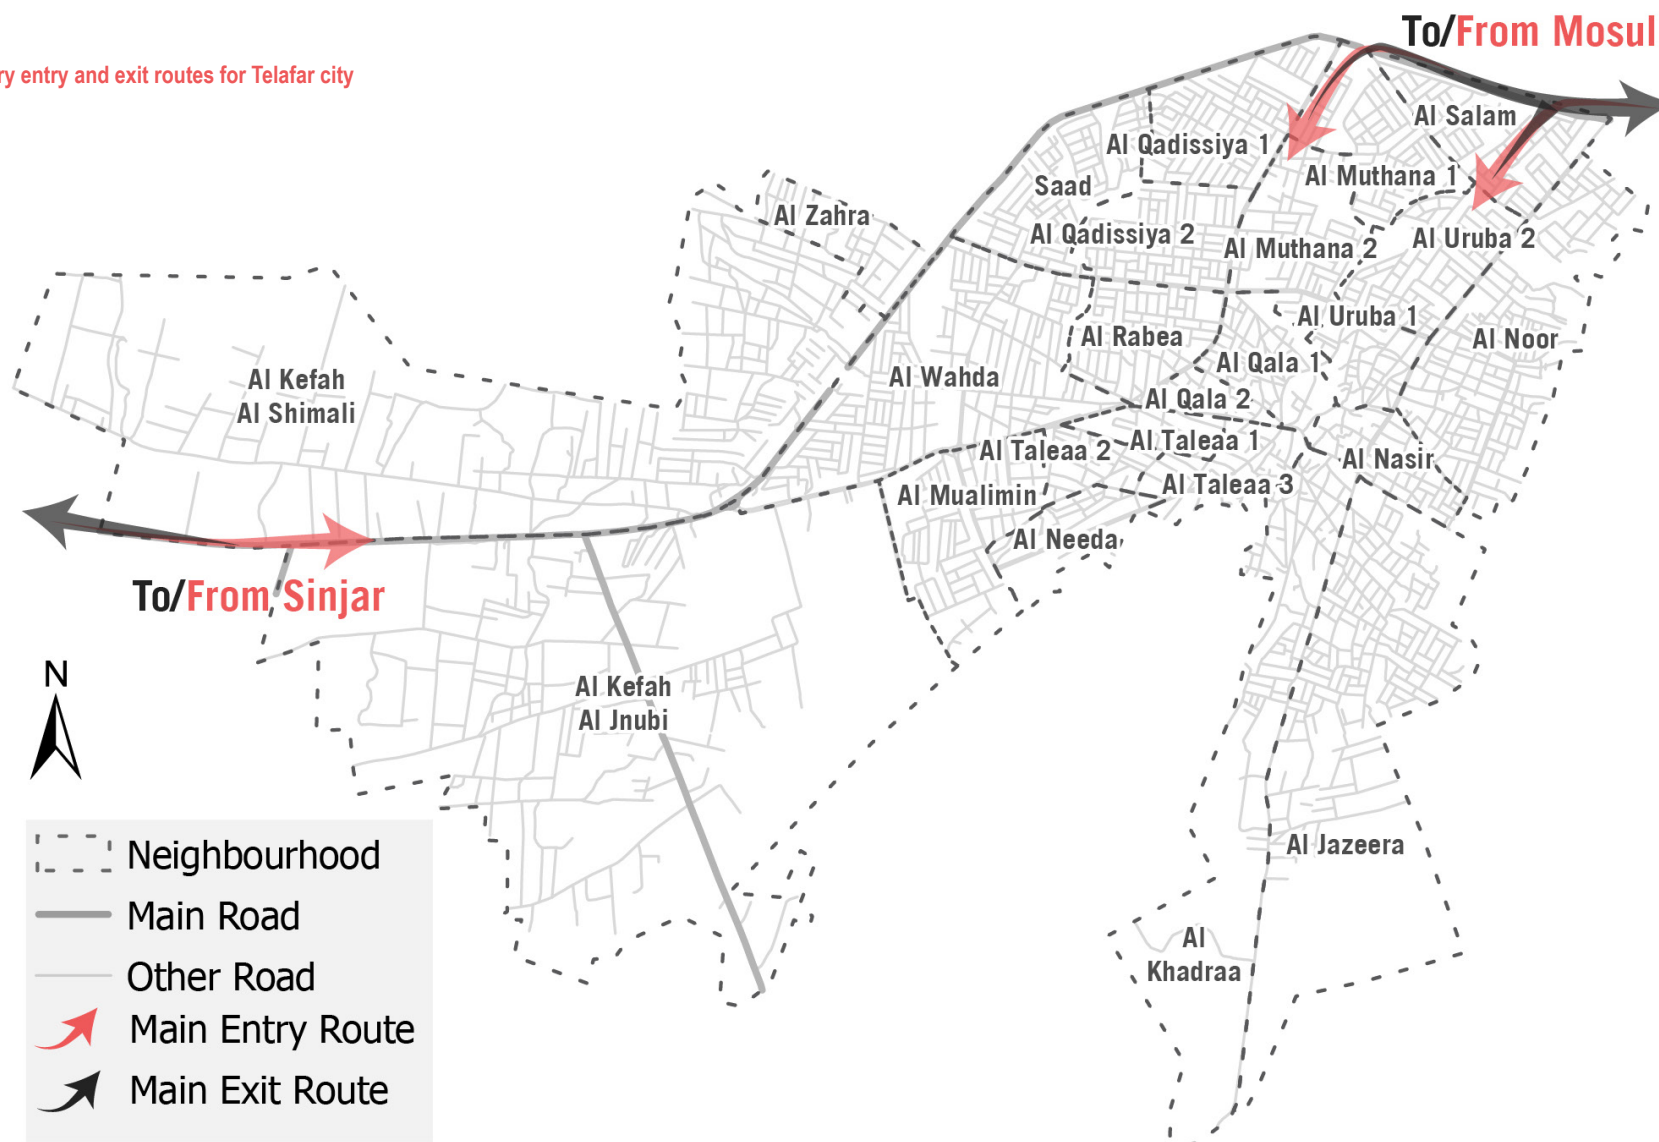 To/From Mosul
entry and exit routes for Telafar city
Al Salam
Al Qadissiya 1
Al Muthana 1
Saad
Al Zahra
Al Qadissiya 2
Al Muthana 2
Al Uruba 2
Al Uruba 1
Al Rabea
Al Noor
Al Qala 1
Al Wahda
Al Kefah
Al Shimali
Al Qala 2
Al Taleaa 1
Al Taleaa 2
Al Nasir
Al Taleaa 3
Al Mualimin
Al Needa
To/From Sinjar
N
Al Kefah
Al Jnubi
Al Jazeera
Al
Khadraa
Neighbourhood
Main Road
Other Road
Main Entry Route
Main Exit Route